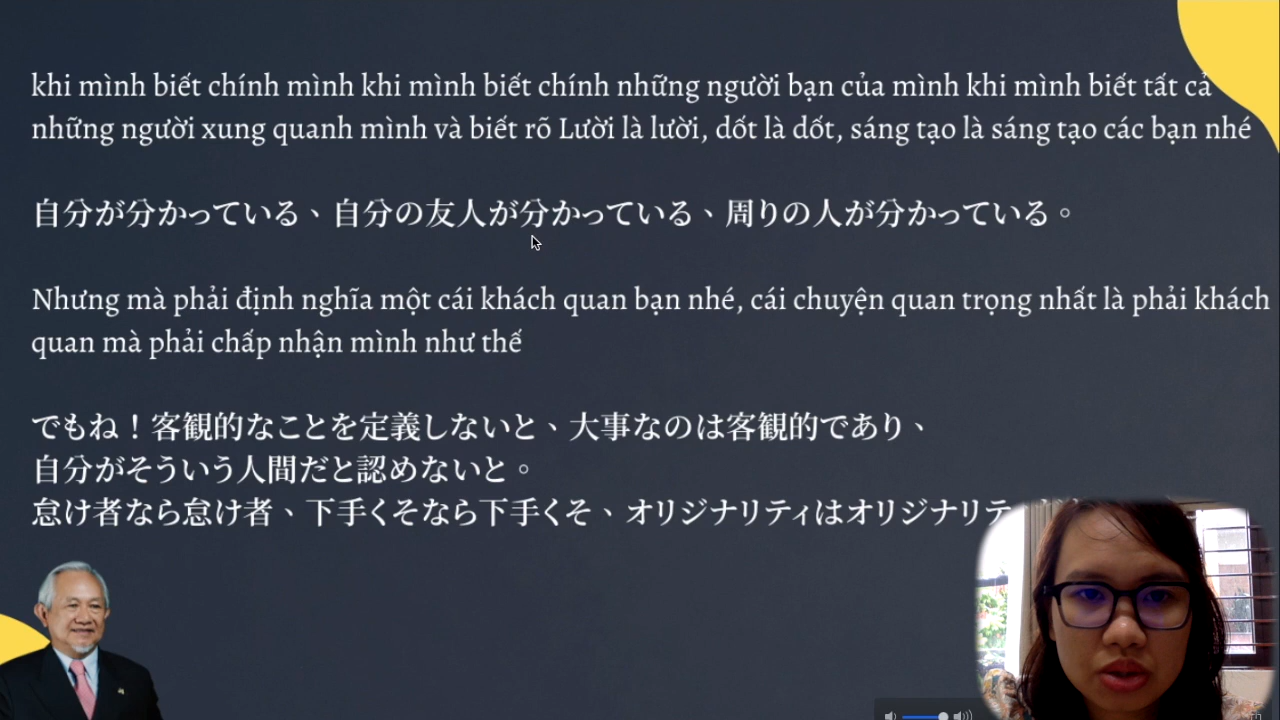 khi mình biết chính mình khi mình biết chính những người bạn của mình khi mình biết tất cả
những người xung quanh mình và biết rõ Lười là lười, dốt là dốt, sáng tạo là sáng tạo các bạn nhé
自分が分かっている、自分の友人が分かっている、周りの人が分かっている。
Nhưng mà phải định nghĩa một cái khách quan bạn nhé, cái chuyện quan trọng nhất là phải khách
quan mà phải chấp nhận mình như thế
でもね！客観的なことを定義しないと、大事なのは客観的であり、
自分がそういう人間だと認めないと。
怠け者なら怠け者、下手くそなら下手くそ、オリジナリティはオリジナリテ